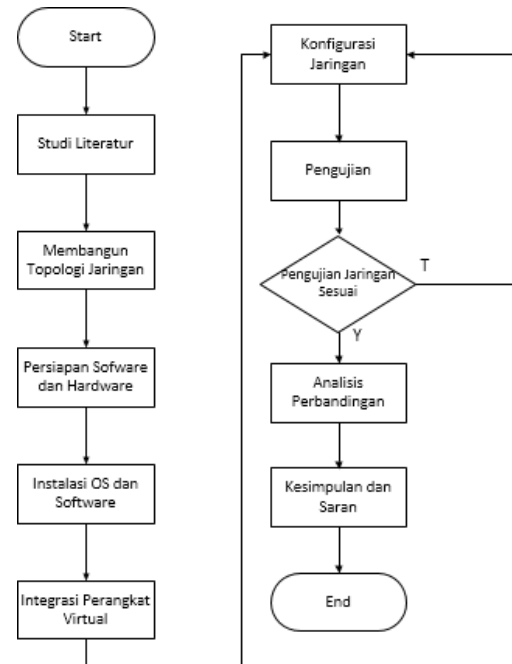 Start
Studi Literatur
Membangun
Topologi Jaringan
Persiapan Sofware
dan Hardware
Instalasi OS dan
Software
Integrasi Perangkat
Virtual
Konfigurasi
Jaringan
Pengujian
Pengujian Jaringan
Sesuai
T
Y
Analisis
Perbandingan
Kesimpulan dan
Saran
End